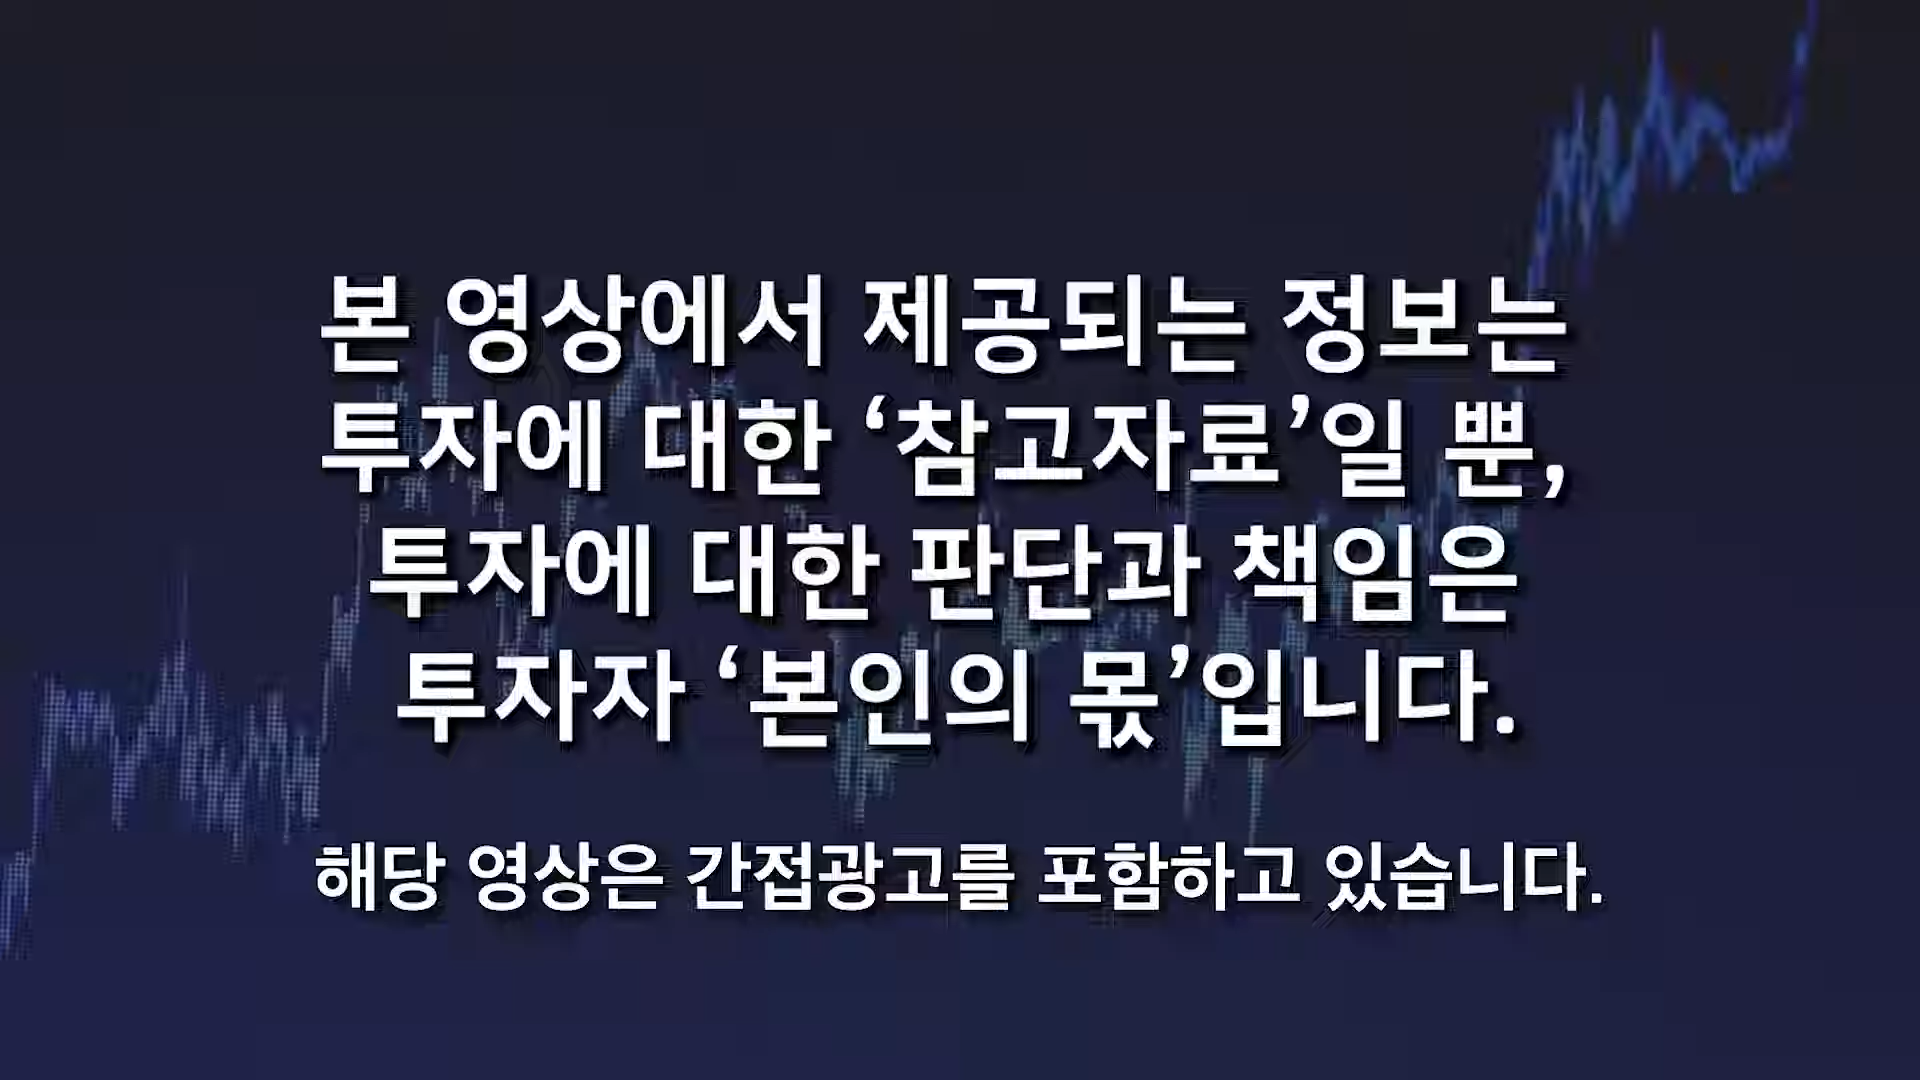 본 영상에서 제공되는 정보는
투자에 대한 ‘참고자료’일 뿐,
투자에 대한 판단과 책임은
투자자 ‘본인의 몫’입니다.
해당 영상은 간접광고를 포함하고 있습니다.